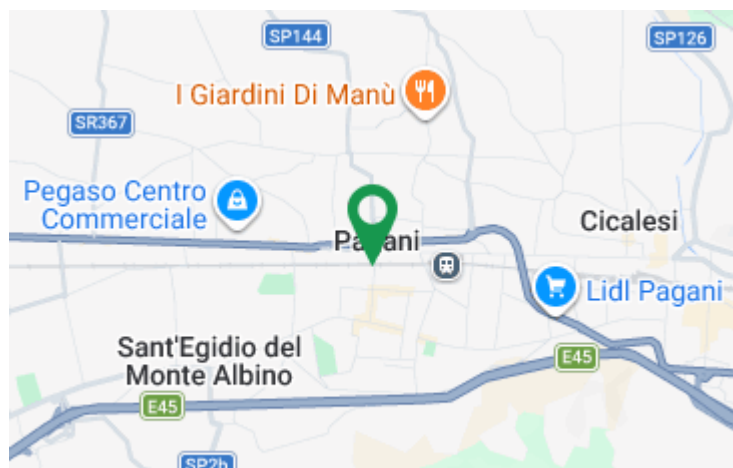 SP144
SP126
I Giardini Di Manù
SR367
Pegaso Centro
Commerciale
Cicalesi
Pagani
Lidl Pagani
Sant'Egidio del
Monte Albino
E45
E45
SP2b